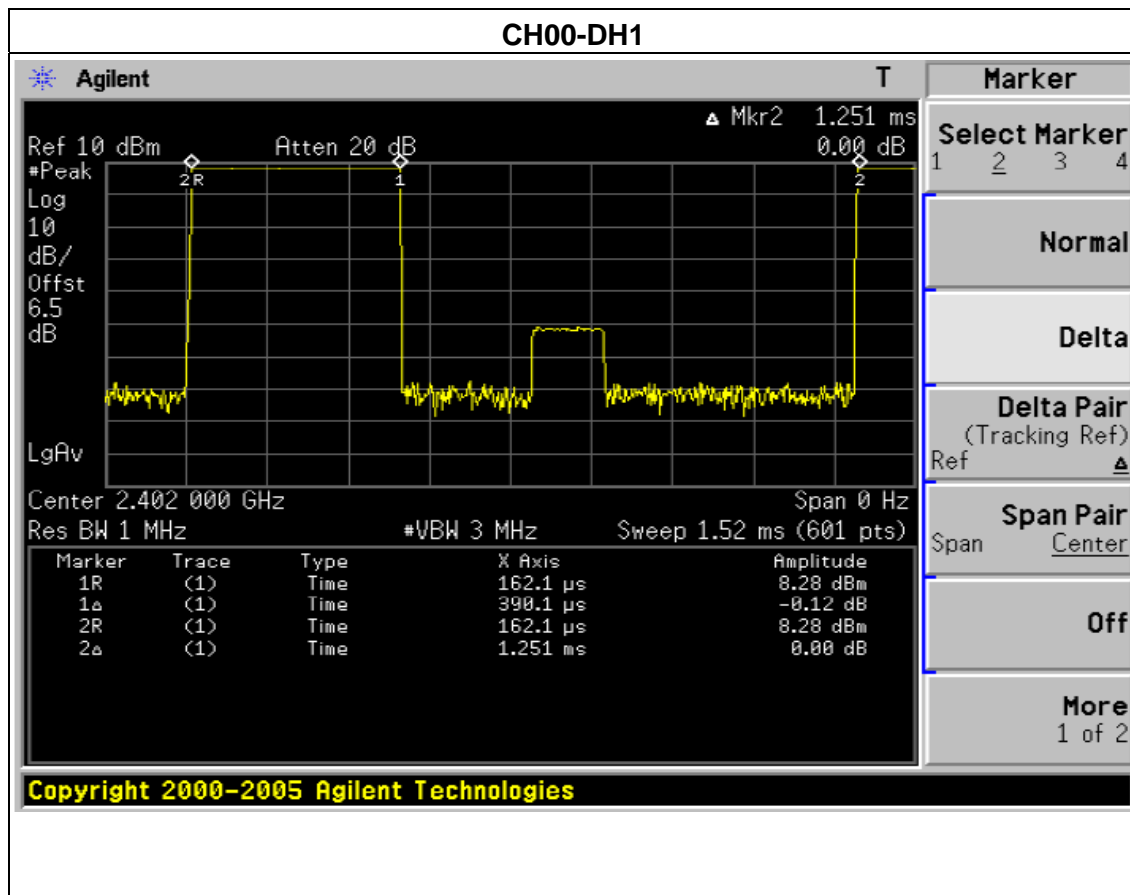 CH00-DH1
Agilent T
Δ Mkr2 1.251 ms
Ref 10 dBm Atten 20 dB 0.00 dB
#Peak
Log
10
dB/
Offst
6.5
dB
LgAv
2R 1 2
Center 2.402 000 GHz Span 0 Hz
Res BW 1 MHz #VBW 3 MHz Sweep 1.52 ms (601 pts)
Marker Trace Type X Axis Amplitude
1R (1) Time 162.1 µs 8.28 dBm
1Δ (1) Time 390.1 µs -0.12 dB
2R (1) Time 162.1 µs 8.28 dBm
2Δ (1) Time 1.251 ms 0.00 dB
Marker
Select Marker
1 2 3 4
Normal
Delta
Delta Pair
(Tracking Ref)
Ref Δ
Span Pair
Span Center
Off
More
1 of 2
Copyright 2000-2005 Agilent Technologies